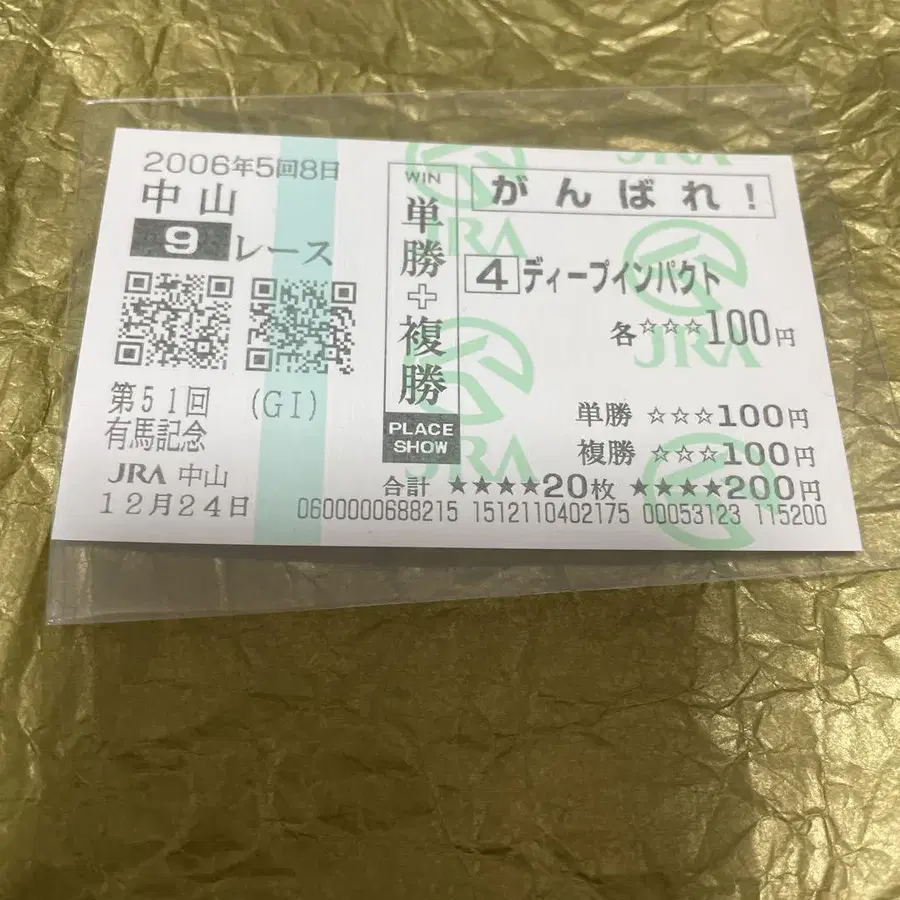 2006年5回8日
中山
9レース
第51回 (GI)
有馬記念
JRA 中山
12月24日
WIN
単勝+複勝
PLACE
SHOW
がんばれ!
4 ディープインパクト
各☆☆☆100円
単勝 ☆☆☆100円
複勝 ☆☆☆100円
合計 ★★★★20枚 ★★★★200円
0600000688215 1512110402175 00053123 115200
JRA
JRA
JRA
JRA